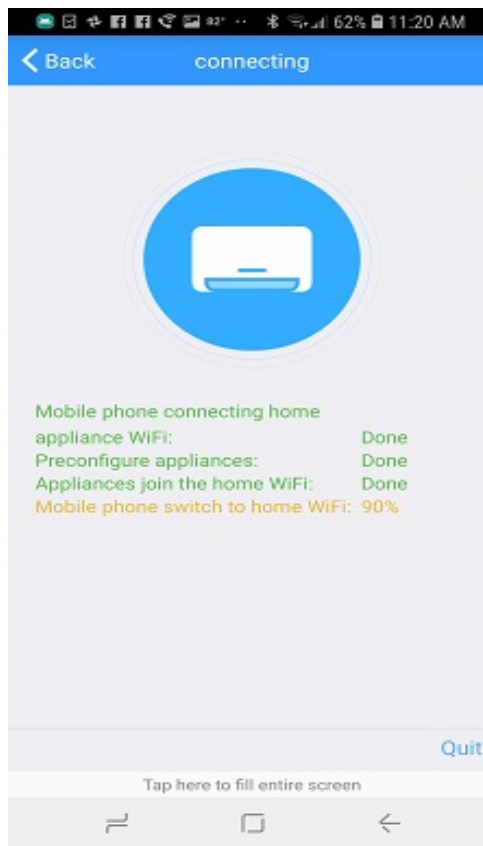 82° 62% 11:20 AM
Back connecting
Mobile phone connecting home
appliance WiFi: Done
Preconfigure appliances: Done
Appliances join the home WiFi: Done
Mobile phone switch to home WiFi: 90%
Quit
Tap here to fill entire screen